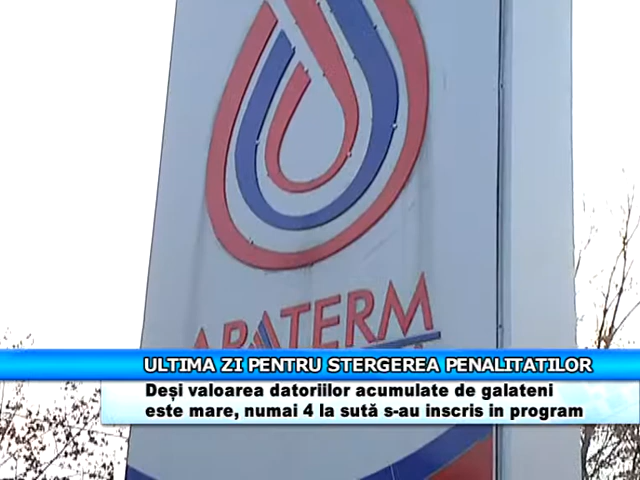 APATERM
ULTIMA ZI PENTRU STERGEREA PENALITATILOR
Deși valoarea datoriilor acumulate de galateni
este mare, numai 4 la sută s-au inscris in program